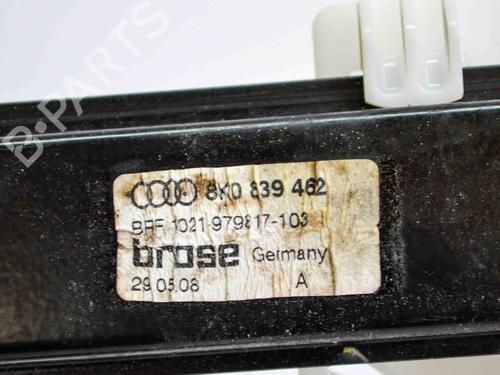 B-PARTS
8K0 839 462
BFF 1021-979817-103
brose Germany
29.05.08 A